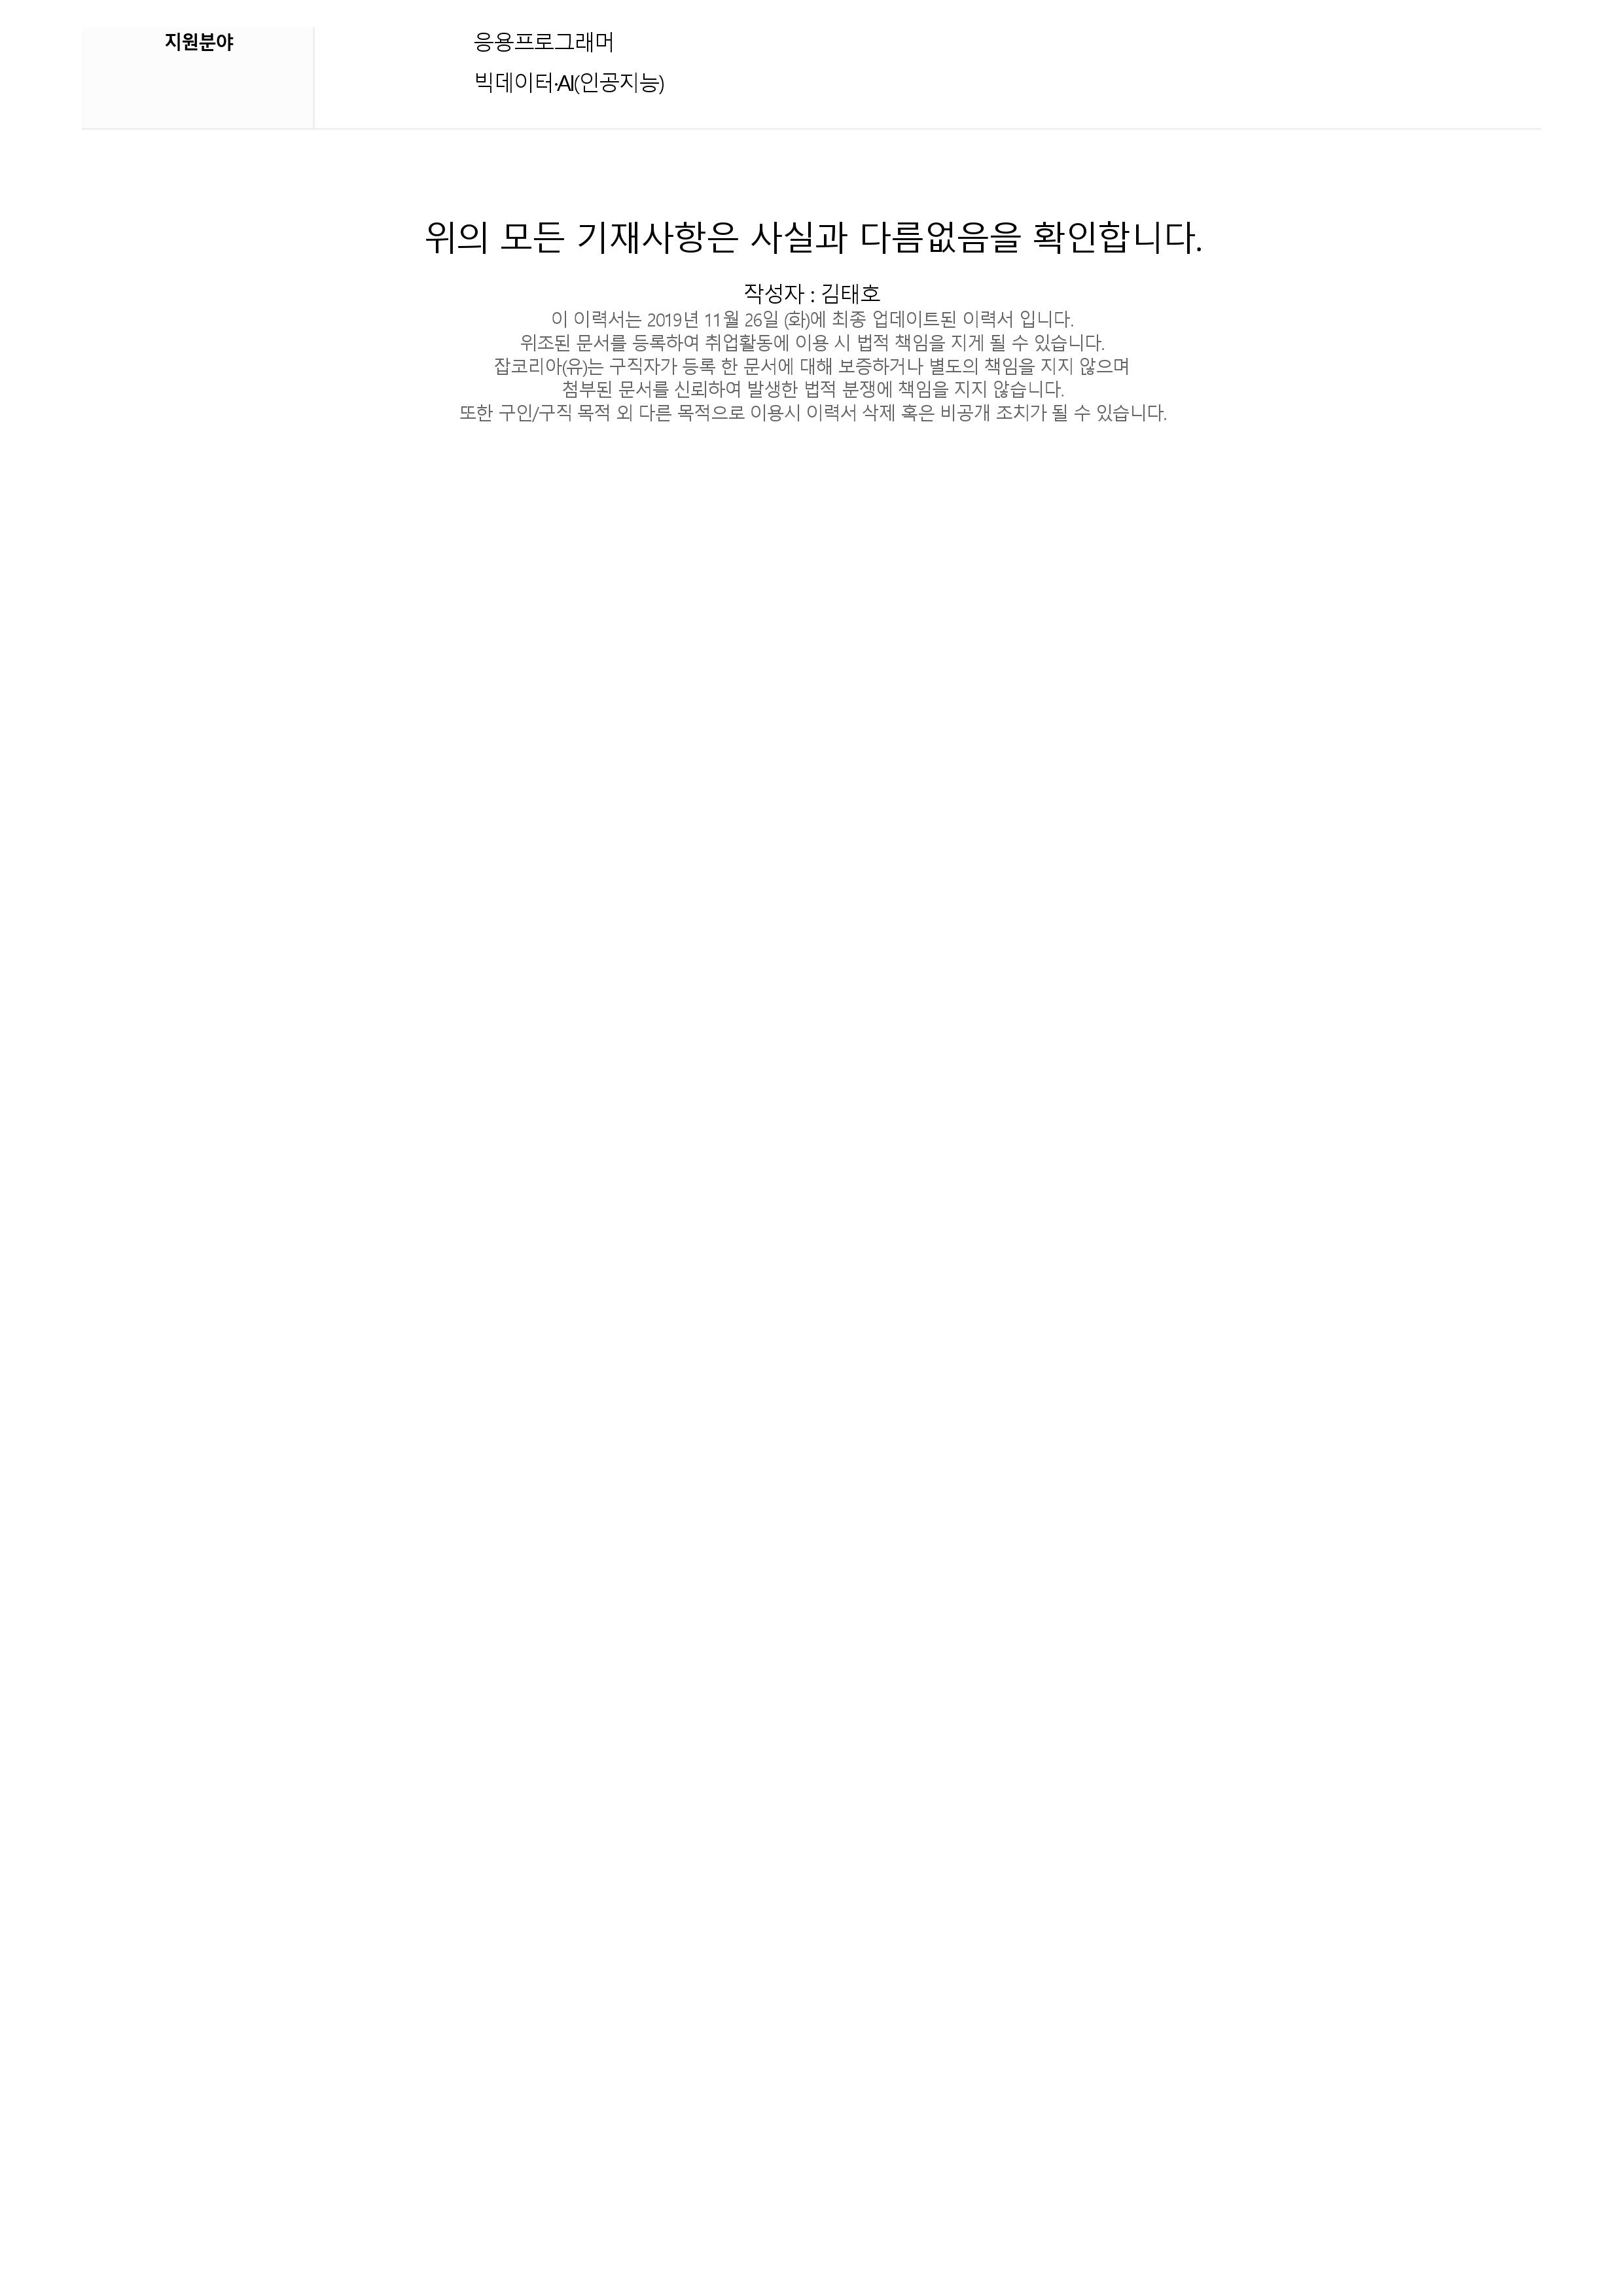 지원분야
응용프로그래머
빅데이터·AI(인공지능)
위의 모든 기재사항은 사실과 다름없음을 확인합니다.
작성자 : 김태호
이 이력서는 2019년 11월 26일 (화)에 최종 업데이트된 이력서 입니다.
위조된 문서를 등록하여 취업활동에 이용 시 법적 책임을 지게 될 수 있습니다.
잡코리아(유)는 구직자가 등록 한 문서에 대해 보증하거나 별도의 책임을 지지 않으며
첨부된 문서를 신뢰하여 발생한 법적 분쟁에 책임을 지지 않습니다.
또한 구인/구직 목적 외 다른 목적으로 이용시 이력서 삭제 혹은 비공개 조치가 될 수 있습니다.